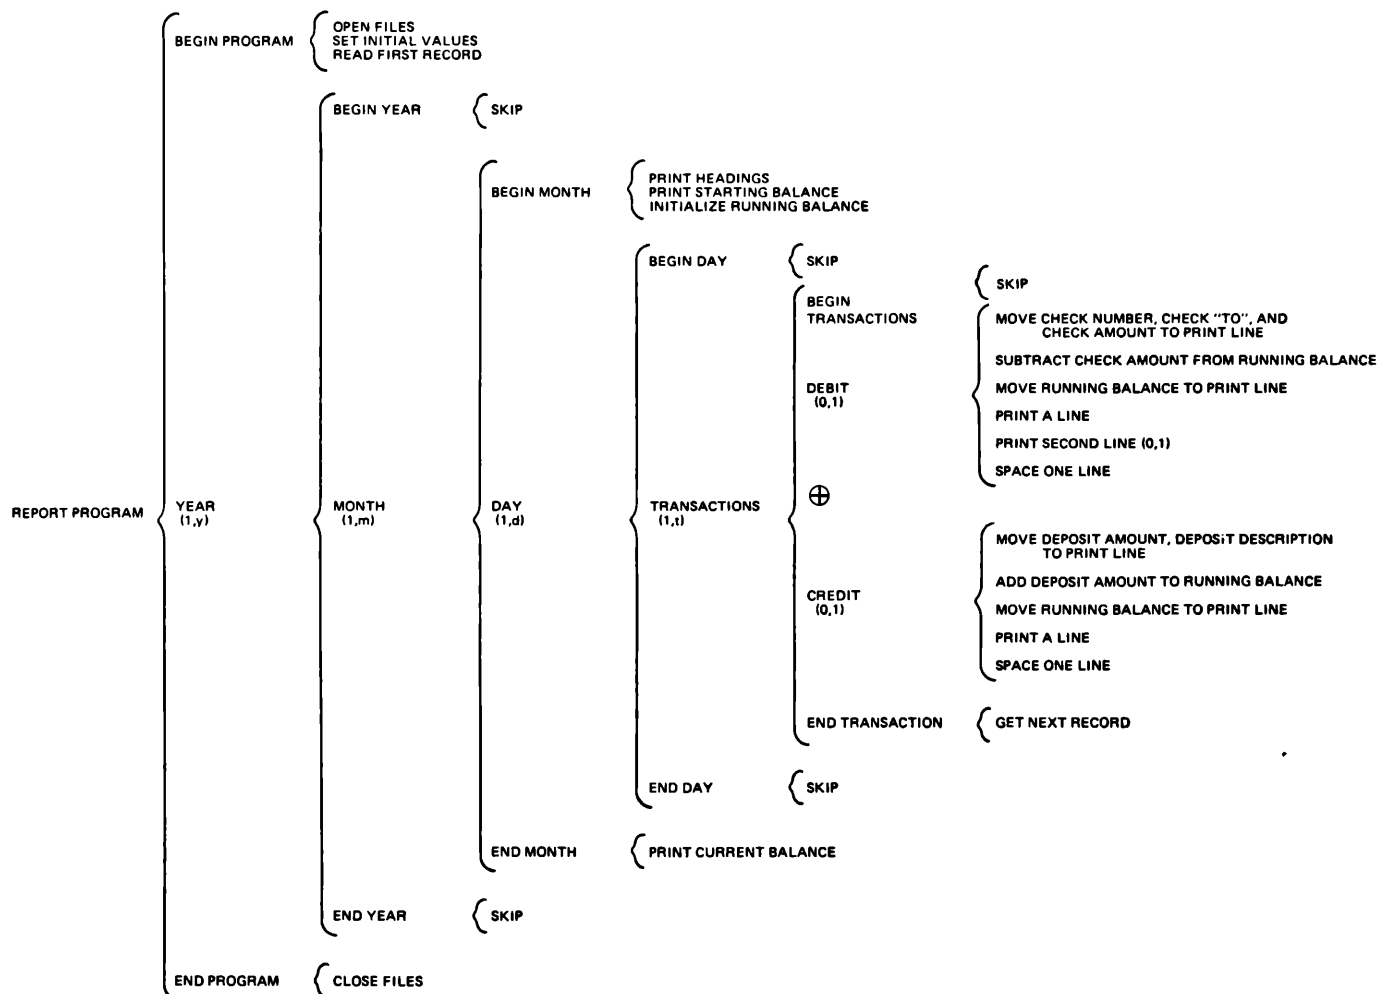 BEGIN PROGRAM
OPEN FILES
SET INITIAL VALUES
READ FIRST RECORD
BEGIN YEAR
SKIP
BEGIN MONTH
PRINT HEADINGS
PRINT STARTING BALANCE
INITIALIZE RUNNING BALANCE
BEGIN DAY
SKIP
BEGIN
TRANSACTIONS
SKIP
DEBIT
(0,1)
MOVE CHECK NUMBER, CHECK "TO", AND
CHECK AMOUNT TO PRINT LINE
SUBTRACT CHECK AMOUNT FROM RUNNING BALANCE
MOVE RUNNING BALANCE TO PRINT LINE
PRINT A LINE
PRINT SECOND LINE (0,1)
SPACE ONE LINE
⊕
REPORT PROGRAM
YEAR
(1,y)
MONTH
(1,m)
DAY
(1,d)
TRANSACTIONS
(1,t)
CREDIT
(0,1)
MOVE DEPOSIT AMOUNT, DEPOSIT DESCRIPTION
TO PRINT LINE
ADD DEPOSIT AMOUNT TO RUNNING BALANCE
MOVE RUNNING BALANCE TO PRINT LINE
PRINT A LINE
SPACE ONE LINE
END TRANSACTION
GET NEXT RECORD
END DAY
SKIP
END MONTH
PRINT CURRENT BALANCE
END YEAR
SKIP
END PROGRAM
CLOSE FILES